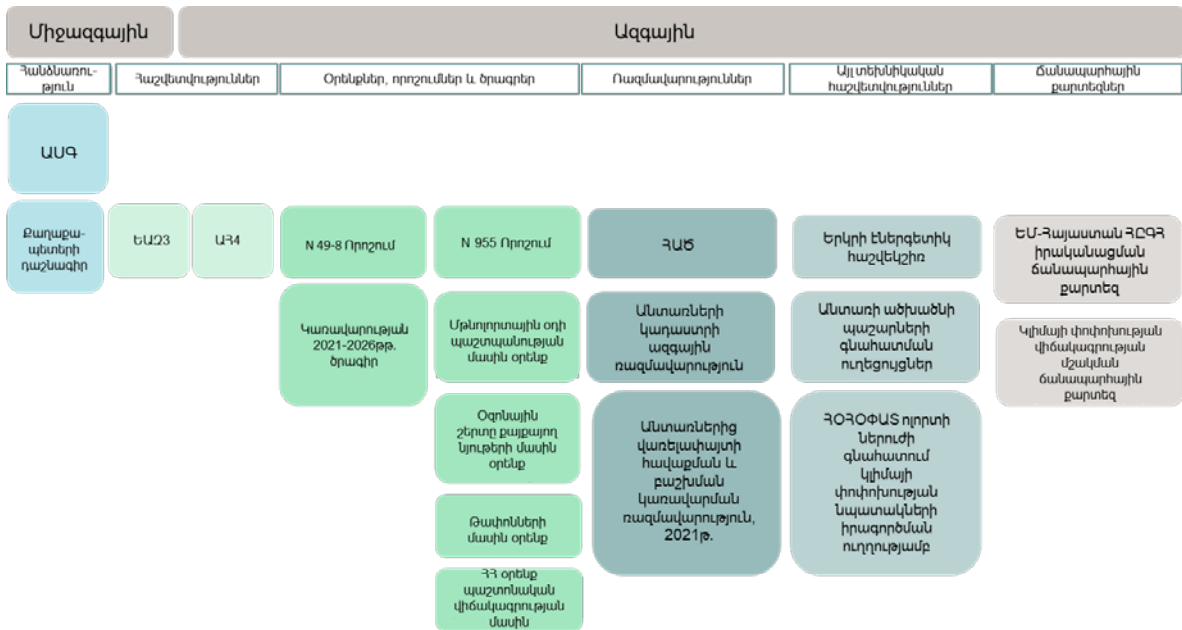 Միջազգային
Ազգային
Հանձնառու-
թյուն
Հաշվետվություններ
Օրենքներ, որոշումներ և ծրագրեր
Ռազմավարություններ
Այլ տեխնիկական
հաշվետվություններ
Ճանապարհային
քարտեզներ
ԱՍԳ
Քաղաքա-
պետերի
դաշնագիր
ԵԱԶ3
ԱՀ4
N 49-8 Որոշում
N 955 Որոշում
ՀԱԾ
Երկրի էներգետիկ
հաշվեկշիռ
ԵՄ-Հայաստան ՀԸԳՀ
իրականացման
ճանապարհային
քարտեզ
Կառավարության
2021-2026թթ.
ծրագիր
Մթնոլորտային օդի
պաշտպանության
մասին օրենք
Անտառների
կադաստրի
ազգային
ռազմավարություն
Անտառի ածխածնի
պաշարների
գնահատման
ուղեցույցներ
Կլիմայի փոփոխության
վիճակագրության
մշակման
ճանապարհային
քարտեզ
Օզոնային
շերտը քայքայող
նյութերի մասին
օրենք
Անտառներից
վառելափայտի
հավաքման և
բաշխման
կառավարման
ռազմավարություն,
2021թ.
ՀՕՀՕՓԱՏ ոլորտի
ներուժի
գնահատում
կլիմայի
փոփոխության
նպատակների
իրագործման
ուղղությամբ
Թափոնների
մասին օրենք
ՀՀ օրենք
պաշտոնական
վիճակագրության
մասին